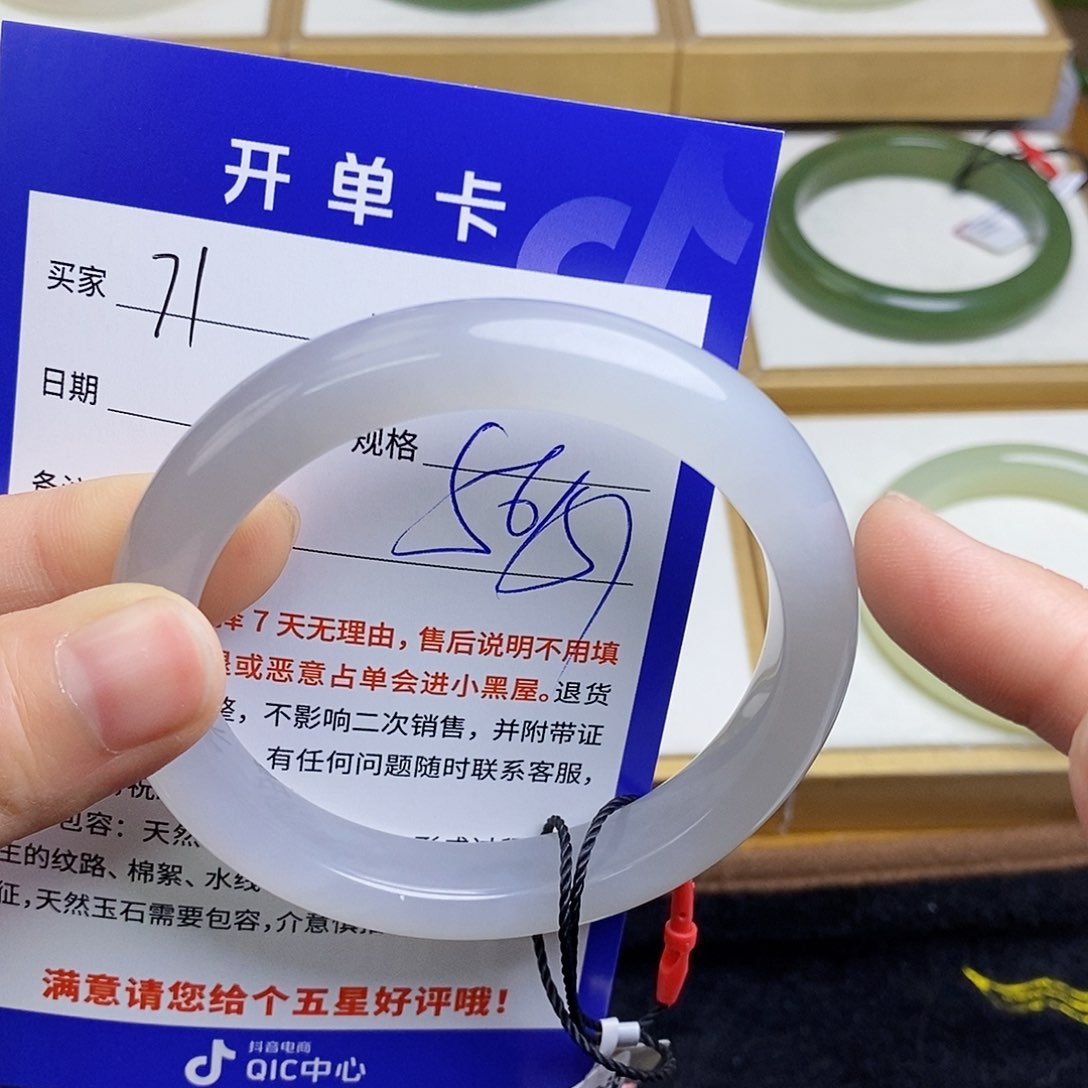 开单卡
买家 71
日期
规格
7天无理由,售后说明不用填
或恶意占单会进小黑屋。退货
整，不影响二次销售，并附带证
有任何问题随时联系客服，
包容：天然
的纹路、棉絮、水线
征,天然玉石需要包容,介意慎拍
满意请您给个五星好评哦!
抖音电商
QIC中心